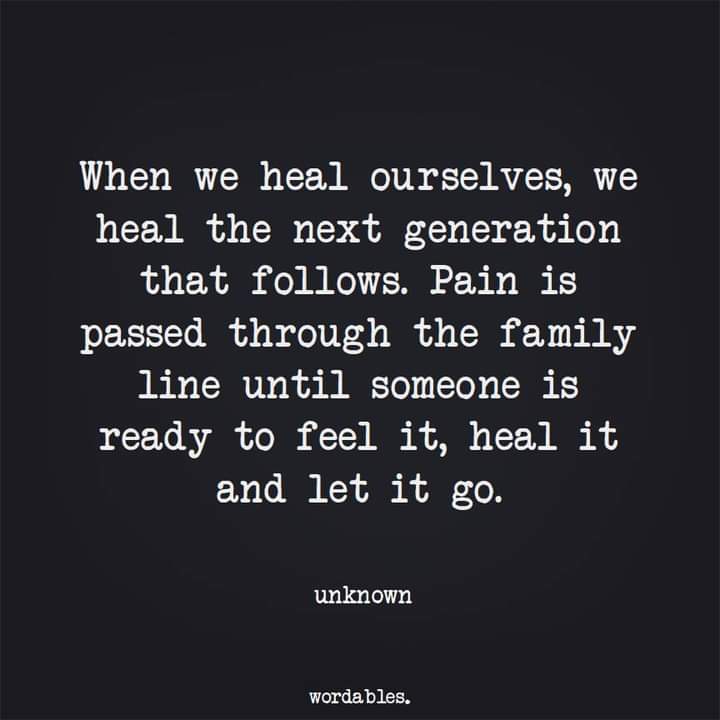 When we heal ourselves, we
heal the next generation
that follows. Pain is
passed through the family
line until someone is
ready to feel it, heal it
and let it go.
unknown
wordables.